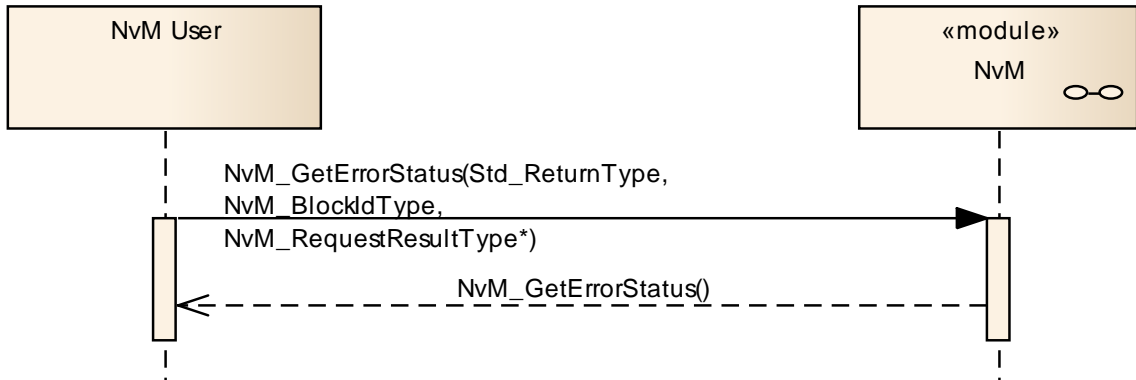 NvM User
«module»
NvM
NvM_GetErrorStatus(Std_ReturnType,
NvM_BlockIdType,
NvM_RequestResultType*)
NvM_GetErrorStatus()